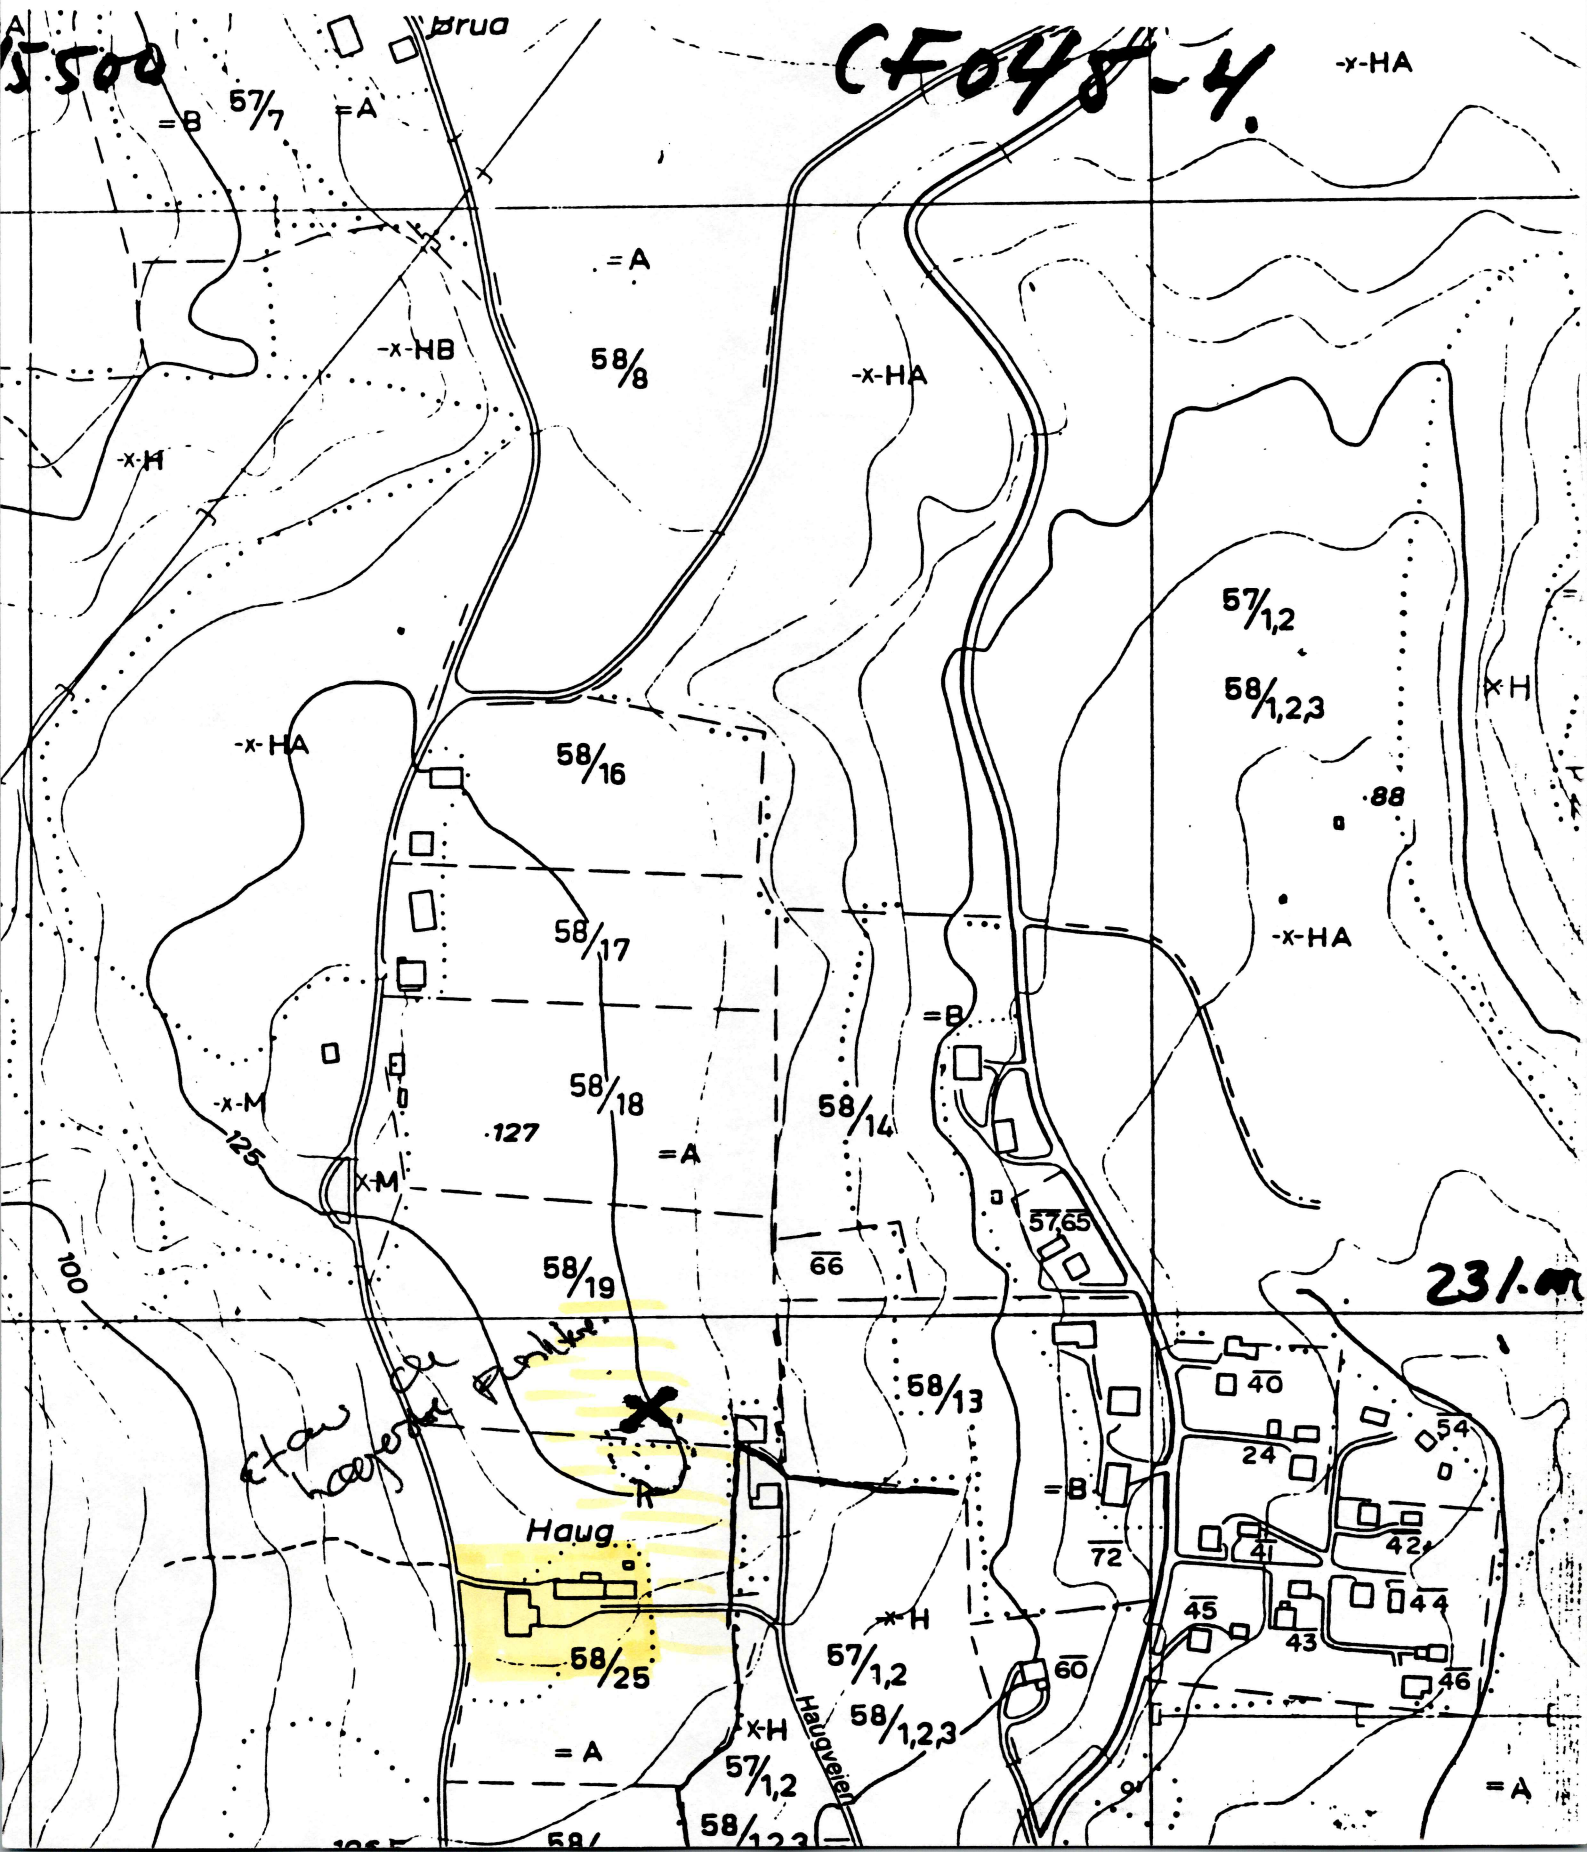 A
Brua
CF048-4.
-x-HA
5500
57/7
=A
=B
=A
-x-HB
58/8
-x-HA
-x-H
57/1,2
58/1,2,3
x-H
-x-HA
58/16
.88
58/17
-x-HA
=B
58/18
58/14
-x-M
.127
125
=A
x-M
57,65
66
100
58/19
231.m
58/13
40
54
24
=B
R
Haug
72
41
42
44
45
x-H
43
58/25
57/1,2
60
46
58/1,2,3
Haugveien
x-H
=A
57/1,2
=A
58/1,2,3
58/